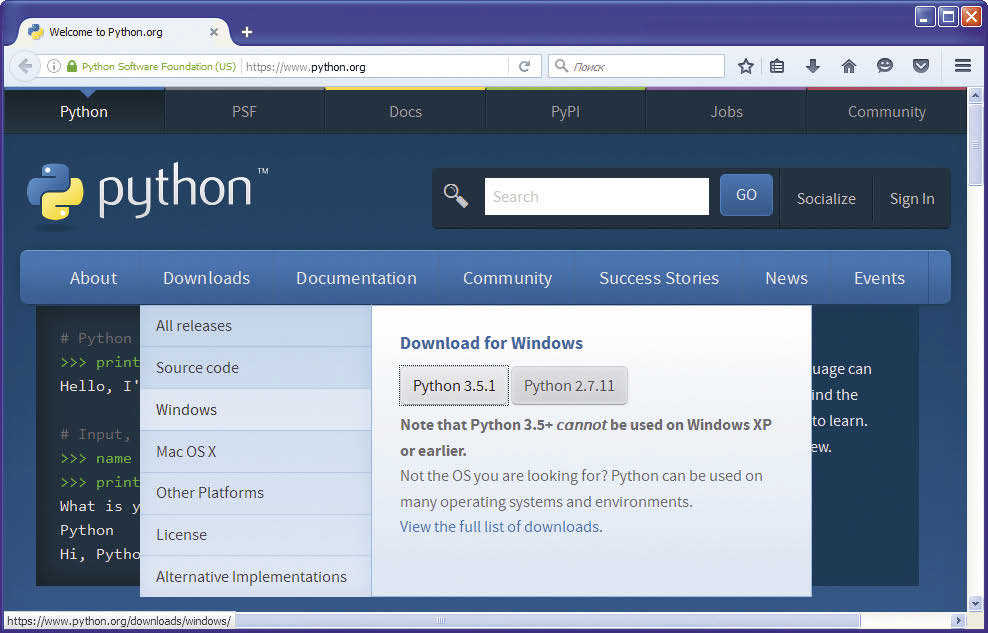 Welcome to Python.org
Python Software Foundation (US) https://www.python.org Поиск
Python PSF Docs PyPI Jobs Community
python™
Search GO Socialize Sign In
About Downloads Documentation Community Success Stories News Events
All releases
Source code
Windows
Mac OS X
Other Platforms
License
Alternative Implementations
Download for Windows
Python 3.5.1 Python 2.7.11
Note that Python 3.5+ cannot be used on Windows XP
or earlier.
Not the OS you are looking for? Python can be used on
many operating systems and environments.
View the full list of downloads.
# Python
>>> print
Hello, I'
# Input,
>>> name
>>> print
What is y
Python
Hi, Pytho
uage can
ind the
to learn.
ew.
https://www.python.org/downloads/windows/